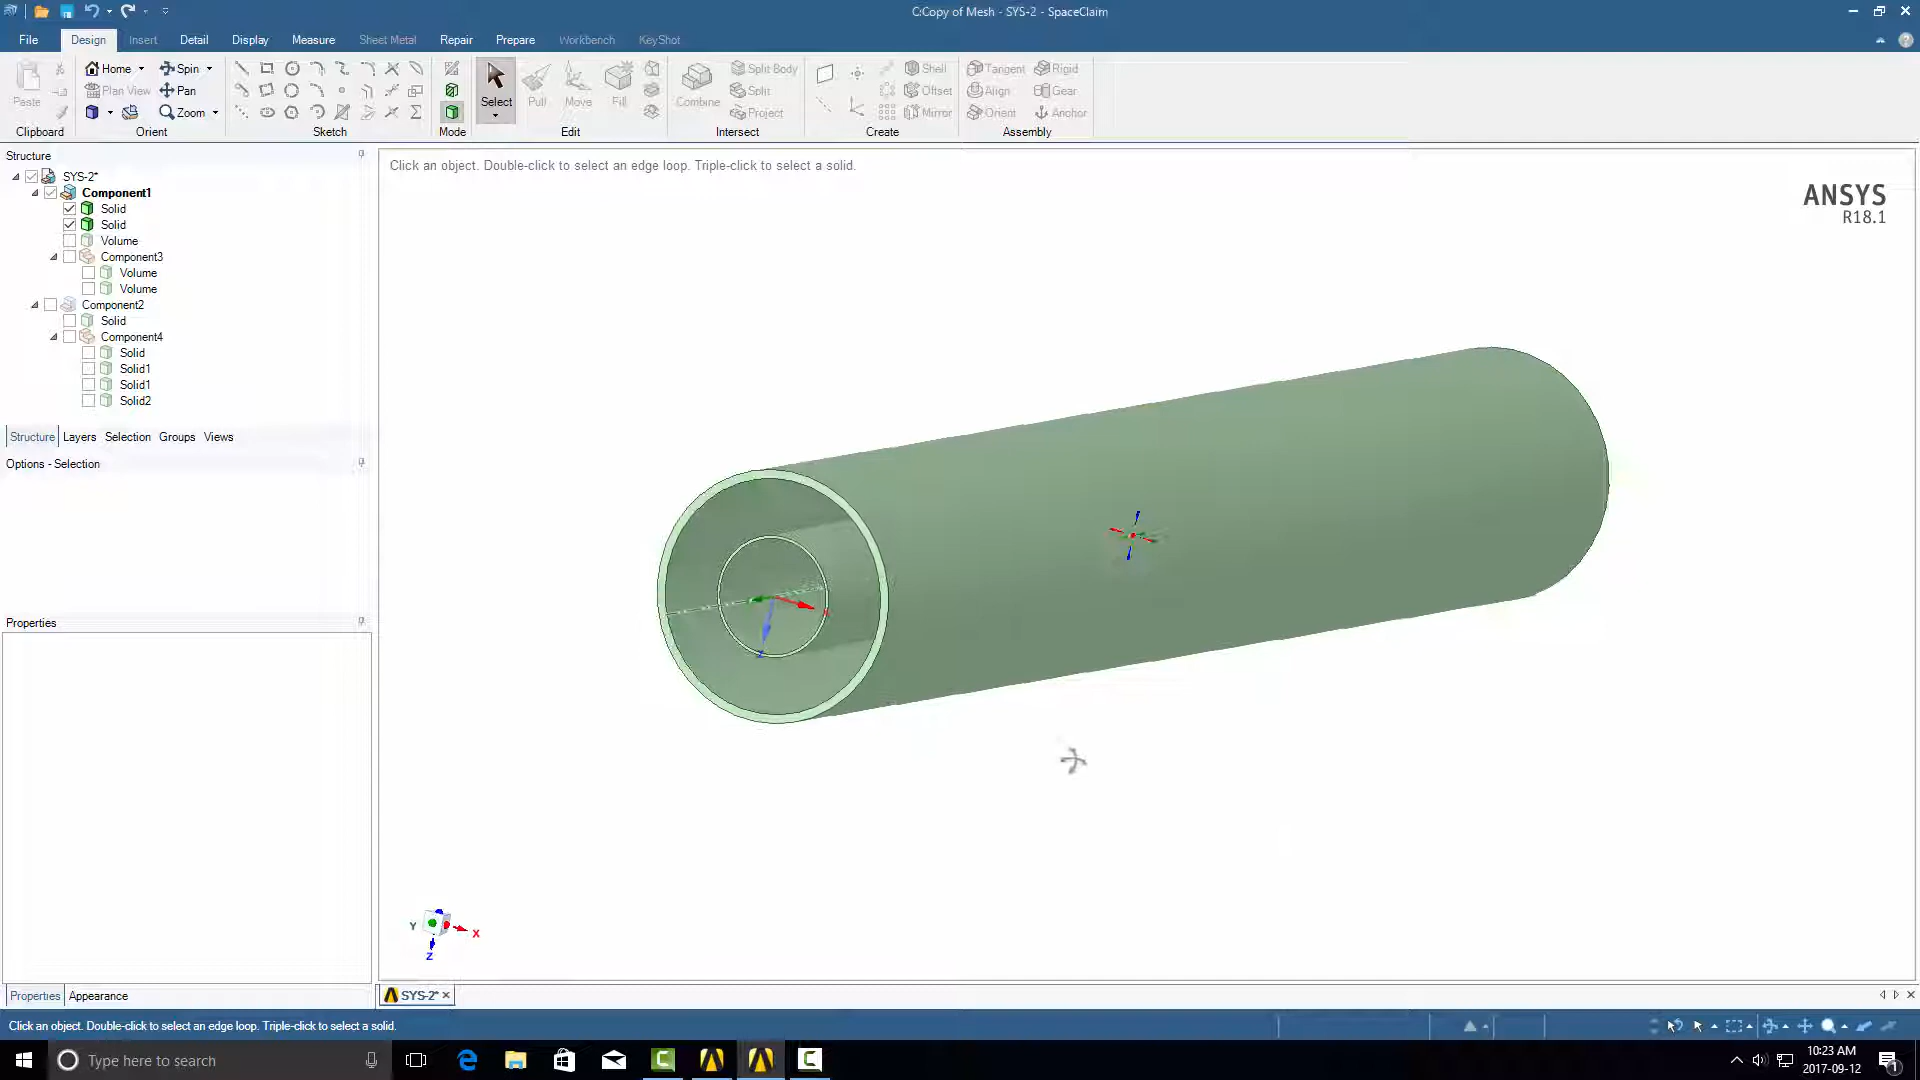 C:Copy of Mesh - SYS-2 - SpaceClaim
File Design Insert Detail Display Measure Sheet Metal Repair Prepare Workbench KeyShot
Paste
Home
Plan View
Spin
Pan
Zoom
Select
Pull
Move
Fill
Combine
Split Body
Split
Project
Shell
Offset
Mirror
Tangent
Align
Orient
Rigid
Gear
Anchor
Clipboard Orient Sketch Mode Edit Intersect Create Assembly
Structure
SYS-2*
Component1
Solid
Solid
Volume
Component3
Volume
Volume
Component2
Solid
Component4
Solid
Solid1
Solid1
Solid2
Structure Layers Selection Groups Views
Options - Selection
Properties
Properties Appearance
Click an object. Double-click to select an edge loop. Triple-click to select a solid.
ANSYS
R18.1
Y
X
Z
SYS-2*
Click an object. Double-click to select an edge loop. Triple-click to select a solid.
Type here to search
10:23 AM
2017-09-12
1